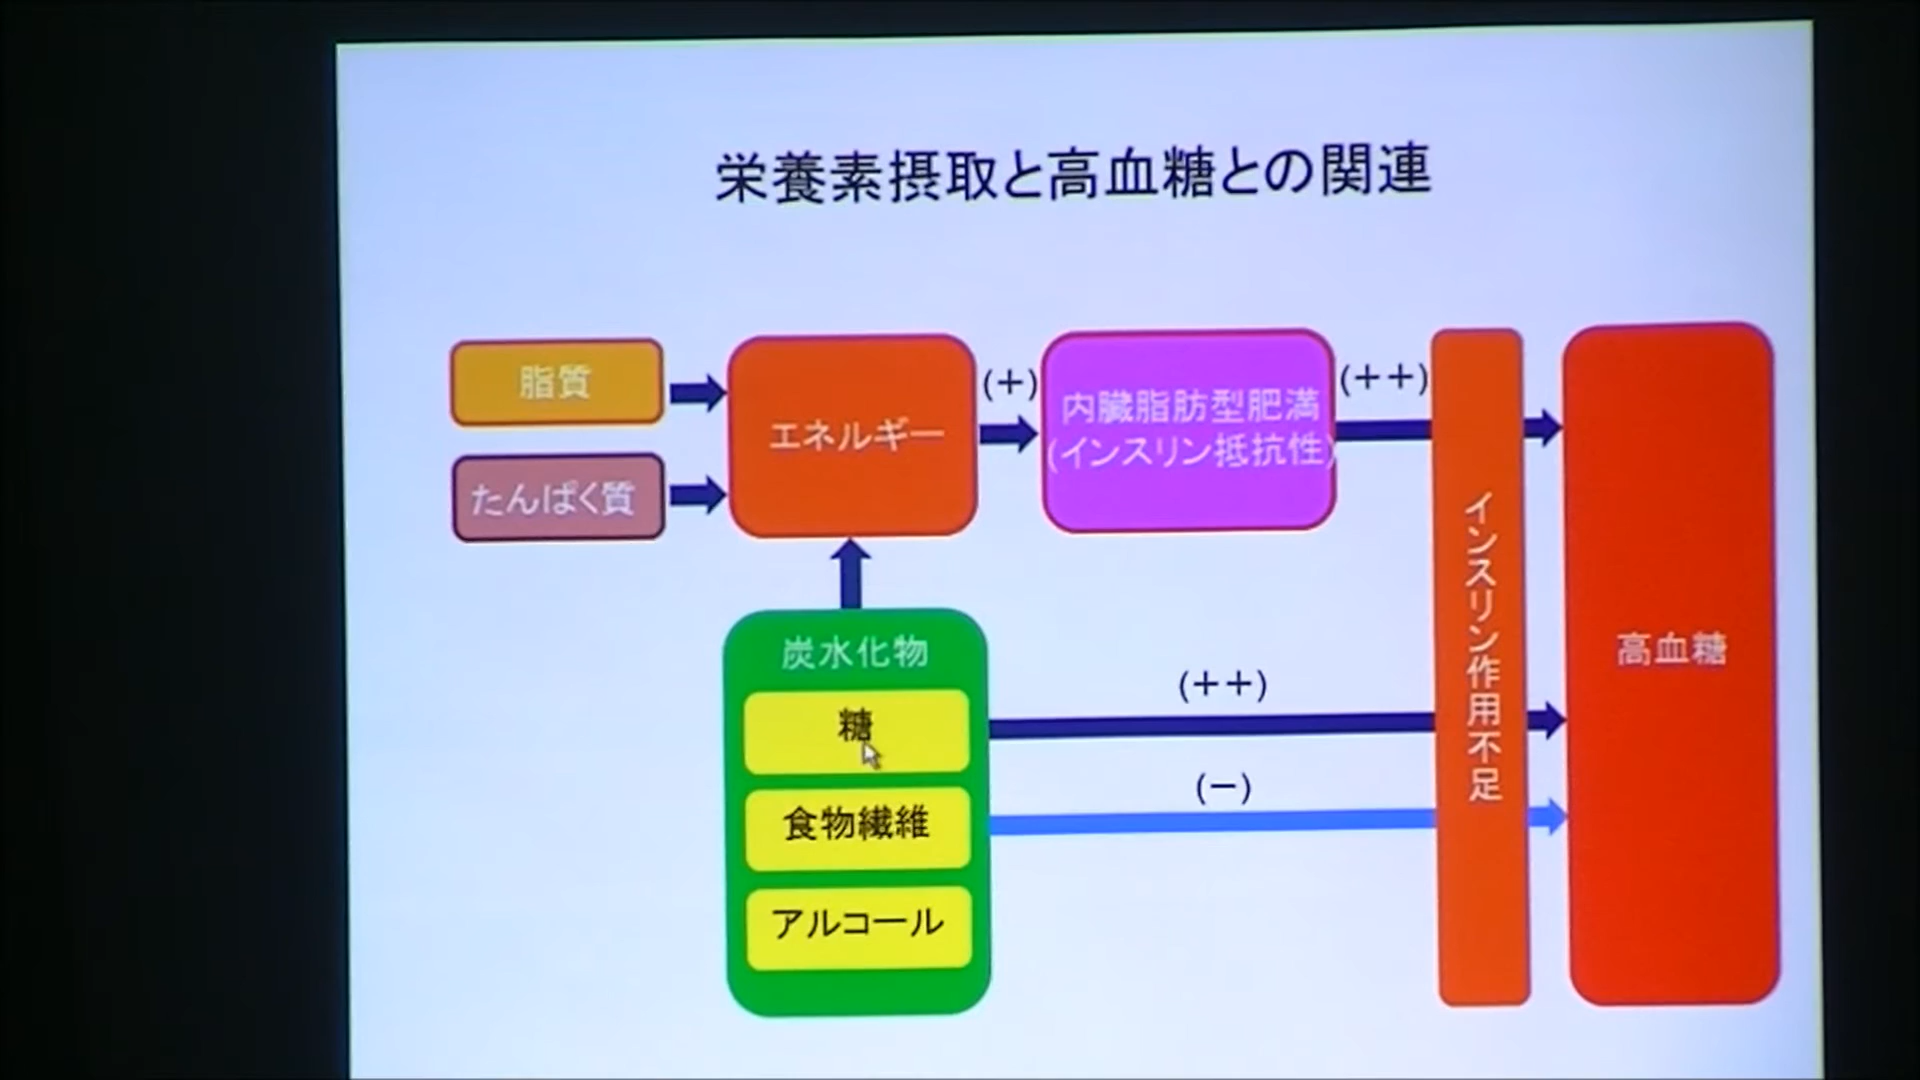 栄養素摂取と高血糖との関連
脂質
たんぱく質
エネルギー
(+)
内臓脂肪型肥満
(インスリン抵抗性)
(++)
インスリン作用不足
高血糖
炭水化物
糖
(++)
食物繊維
(−)
アルコール